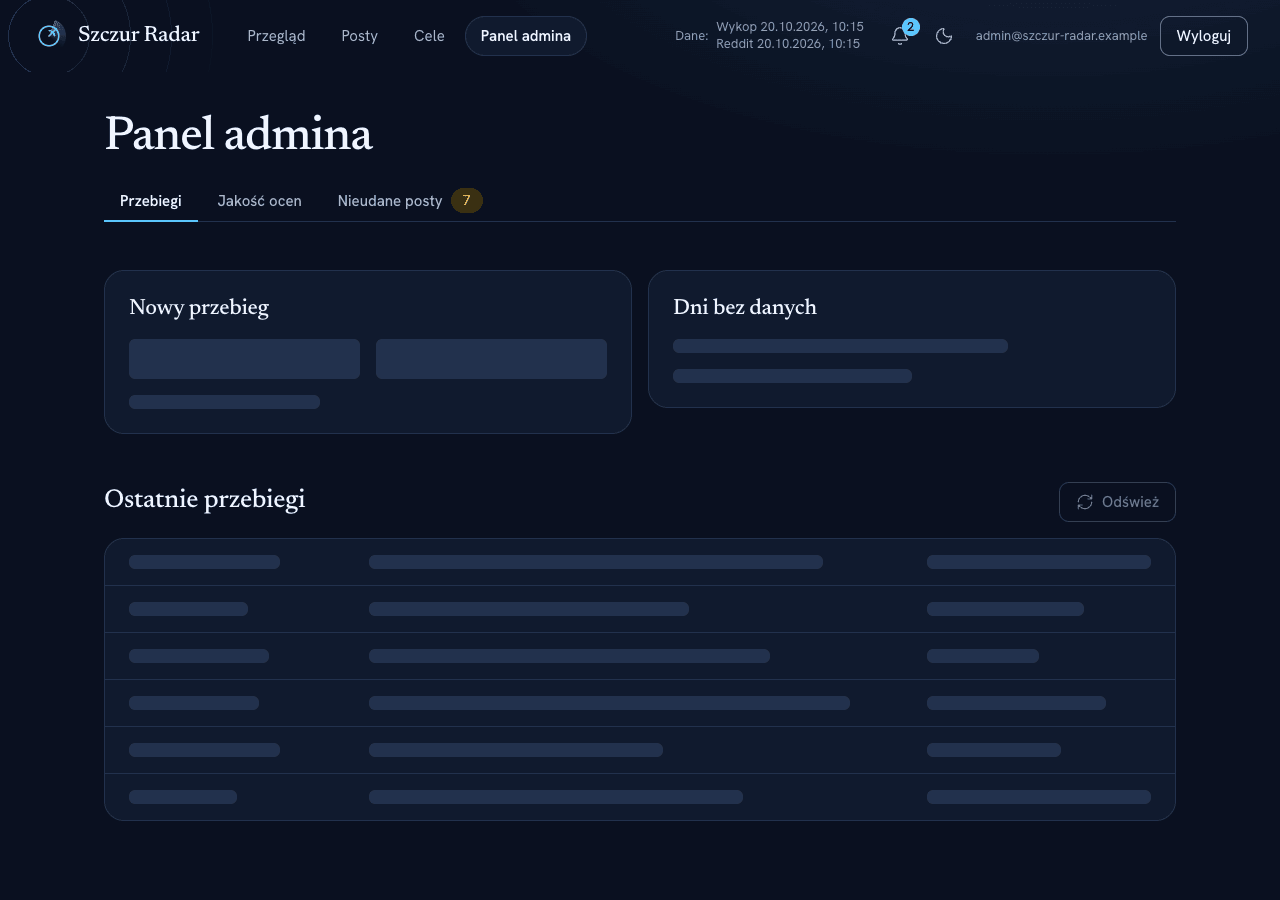 Szczur Radar
Przegląd
Posty
Cele
Panel admina
Dane:
Wykop 20.10.2026, 10:15
Reddit 20.10.2026, 10:15
2
admin@szczur-radar.example
Wyloguj
Panel admina
Przebiegi
Jakość ocen
Nieudane posty 7
Nowy przebieg
Dni bez danych
Ostatnie przebiegi
Odśwież